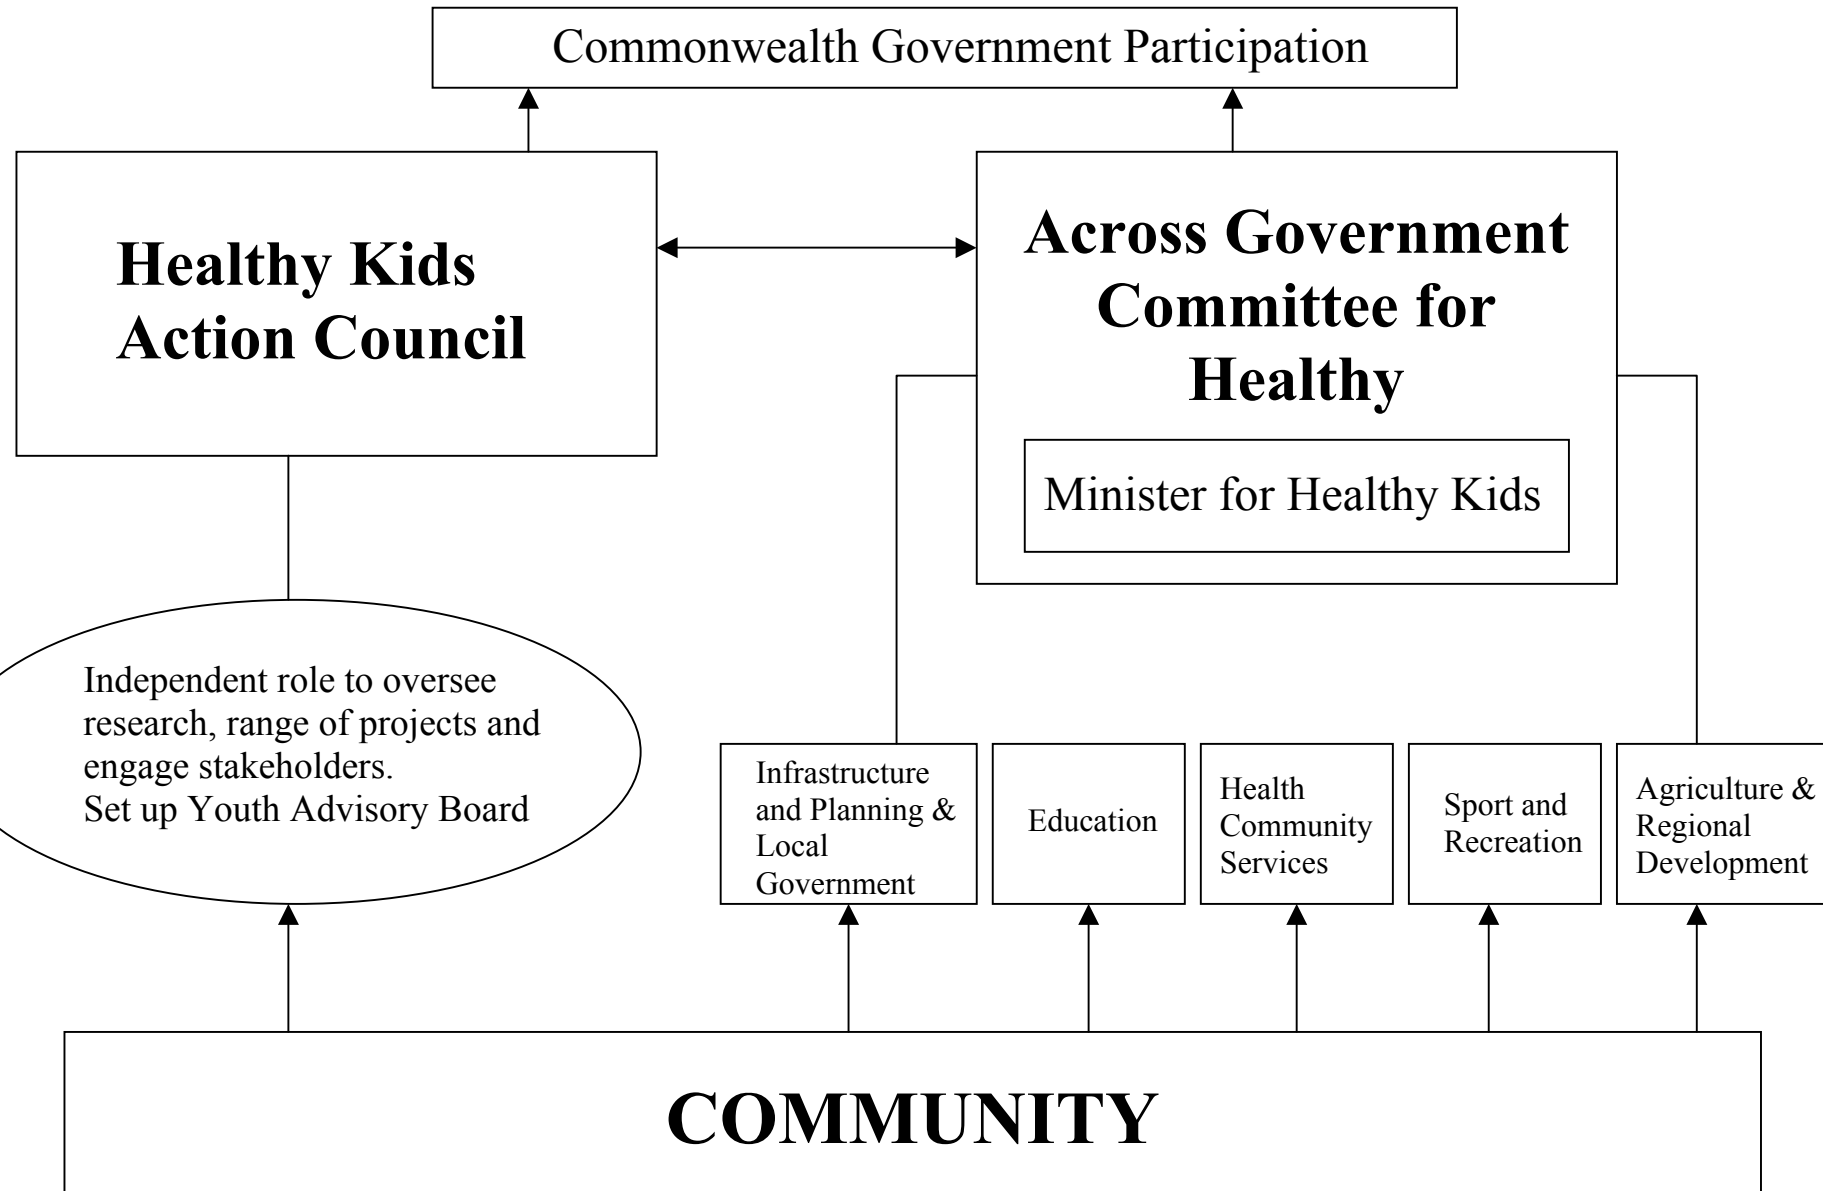 Commonwealth Government Participation
Healthy Kids
Action Council
Across Government
Committee for
Healthy
Minister for Healthy Kids
Independent role to oversee
research, range of projects and
engage stakeholders.
Set up Youth Advisory Board
Infrastructure
and Planning &
Local
Government
Education
Health
Community
Services
Sport and
Recreation
Agriculture &
Regional
Development
COMMUNITY